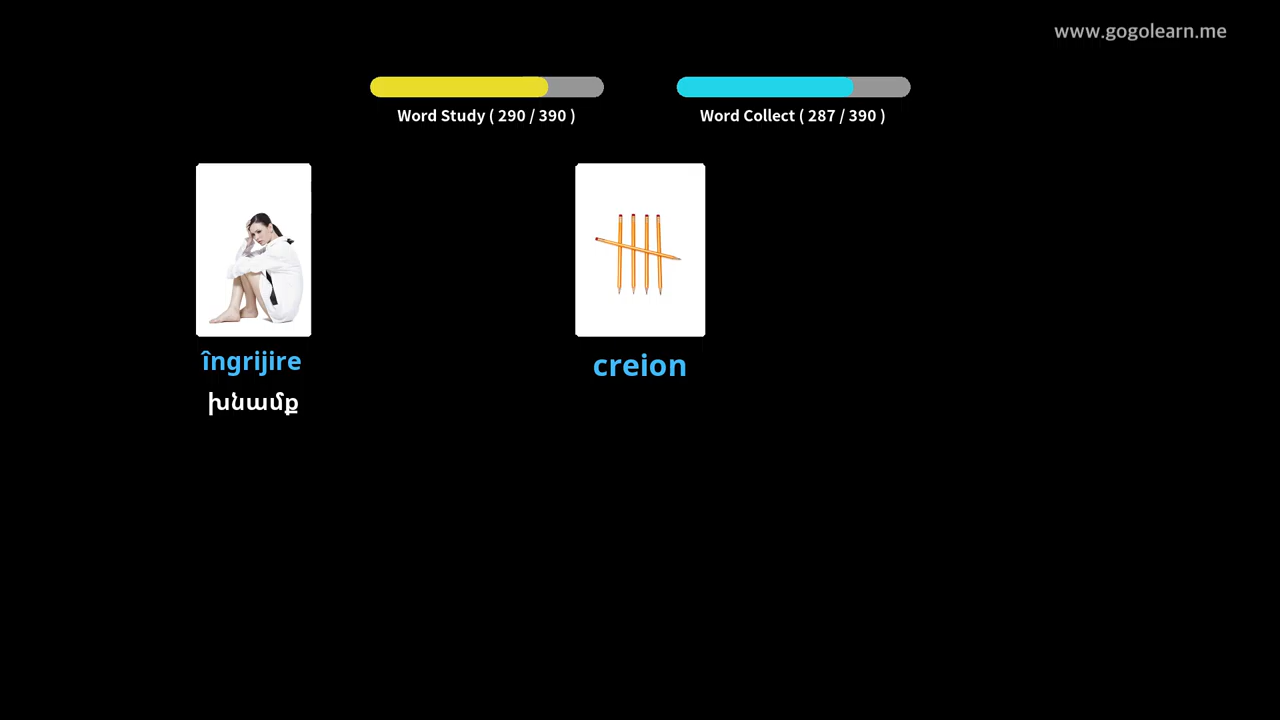 www.gogolearn.me
Word Study ( 290 / 390 )
Word Collect ( 287 / 390 )
îngrijire
creion
խնամք